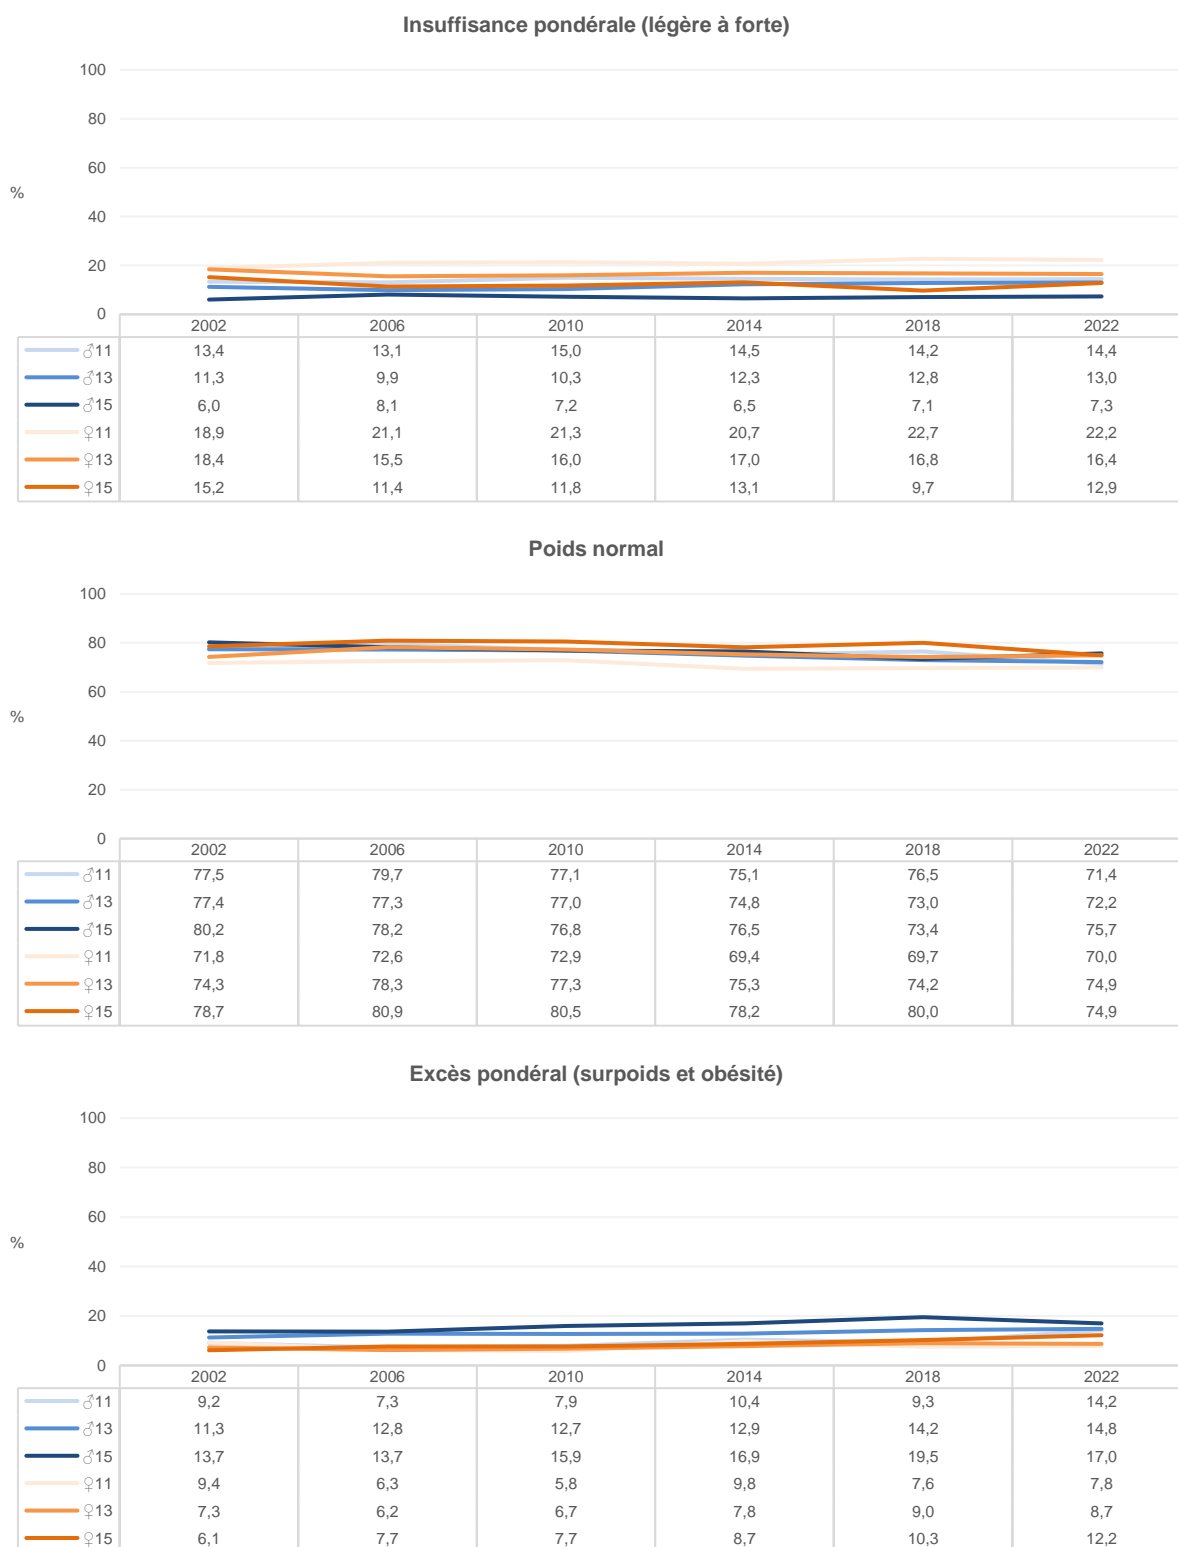 Insuffisance pondérale (légère à forte)
100
80
60
%
40
20
0
2002 2006 2010 2014 2018 2022
♂11 13,4 13,1 15,0 14,5 14,2 14,4
♂13 11,3 9,9 10,3 12,3 12,8 13,0
♂15 6,0 8,1 7,2 6,5 7,1 7,3
♀11 18,9 21,1 21,3 20,7 22,7 22,2
♀13 18,4 15,5 16,0 17,0 16,8 16,4
♀15 15,2 11,4 11,8 13,1 9,7 12,9
Poids normal
100
80
60
%
40
20
0
2002 2006 2010 2014 2018 2022
♂11 77,5 79,7 77,1 75,1 76,5 71,4
♂13 77,4 77,3 77,0 74,8 73,0 72,2
♂15 80,2 78,2 76,8 76,5 73,4 75,7
♀11 71,8 72,6 72,9 69,4 69,7 70,0
♀13 74,3 78,3 77,3 75,3 74,2 74,9
♀15 78,7 80,9 80,5 78,2 80,0 74,9
Excès pondéral (surpoids et obésité)
100
80
60
%
40
20
0
2002 2006 2010 2014 2018 2022
♂11 9,2 7,3 7,9 10,4 9,3 14,2
♂13 11,3 12,8 12,7 12,9 14,2 14,8
♂15 13,7 13,7 15,9 16,9 19,5 17,0
♀11 9,4 6,3 5,8 9,8 7,6 7,8
♀13 7,3 6,2 6,7 7,8 9,0 8,7
♀15 6,1 7,7 7,7 8,7 10,3 12,2